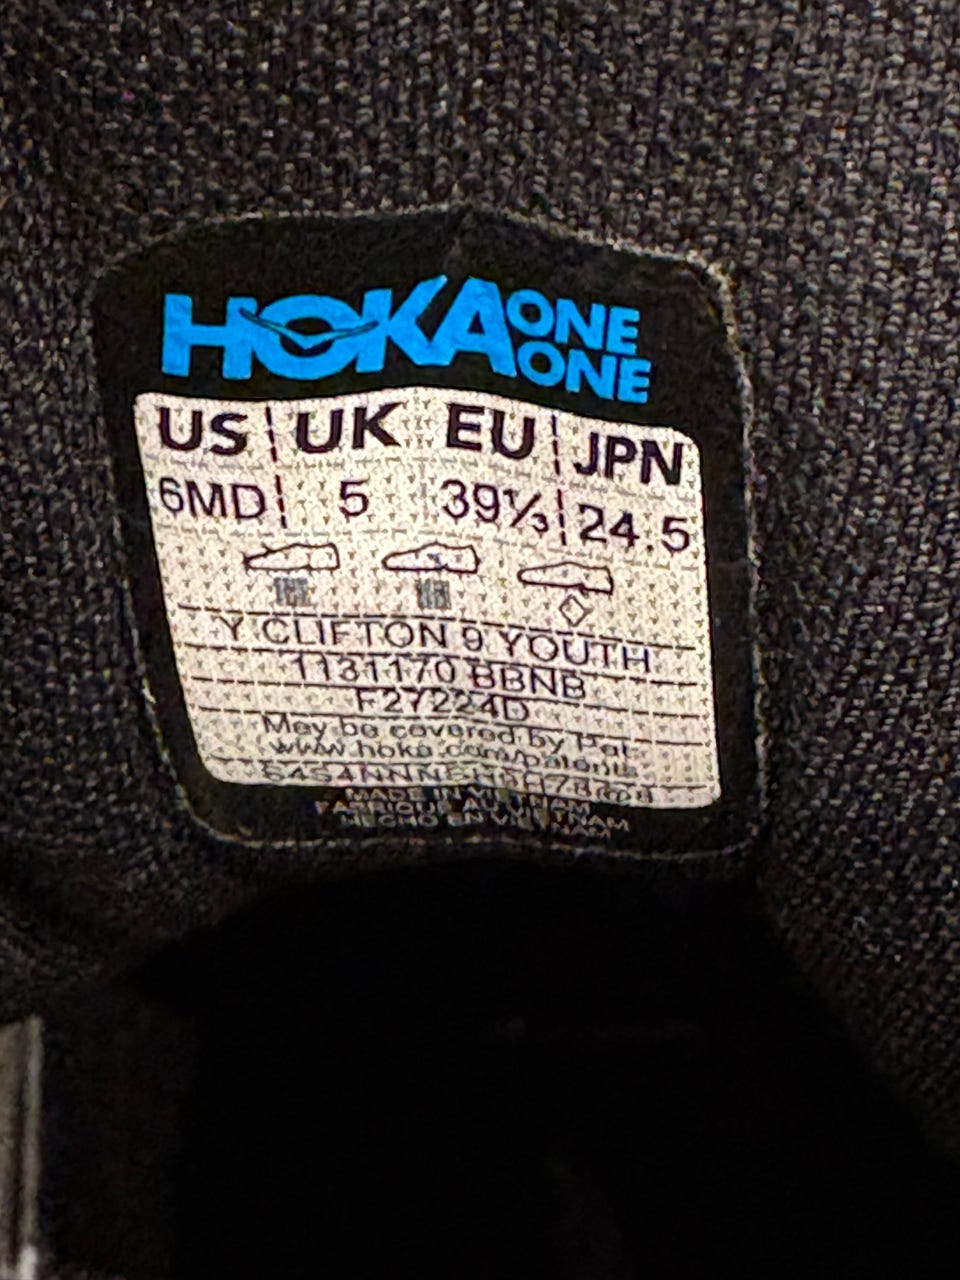 HOKA ONE ONE
US UK EU JPN
6MD 5 39⅓ 24.5
Y CLIFTON 9 YOUTH
1131170 BBNB
F27224D
May be covered by Pat.
www.hoka.com/patents
MADE IN VIETNAM
FABRIQUE AU VIETNAM
HECHO EN VIETNAM